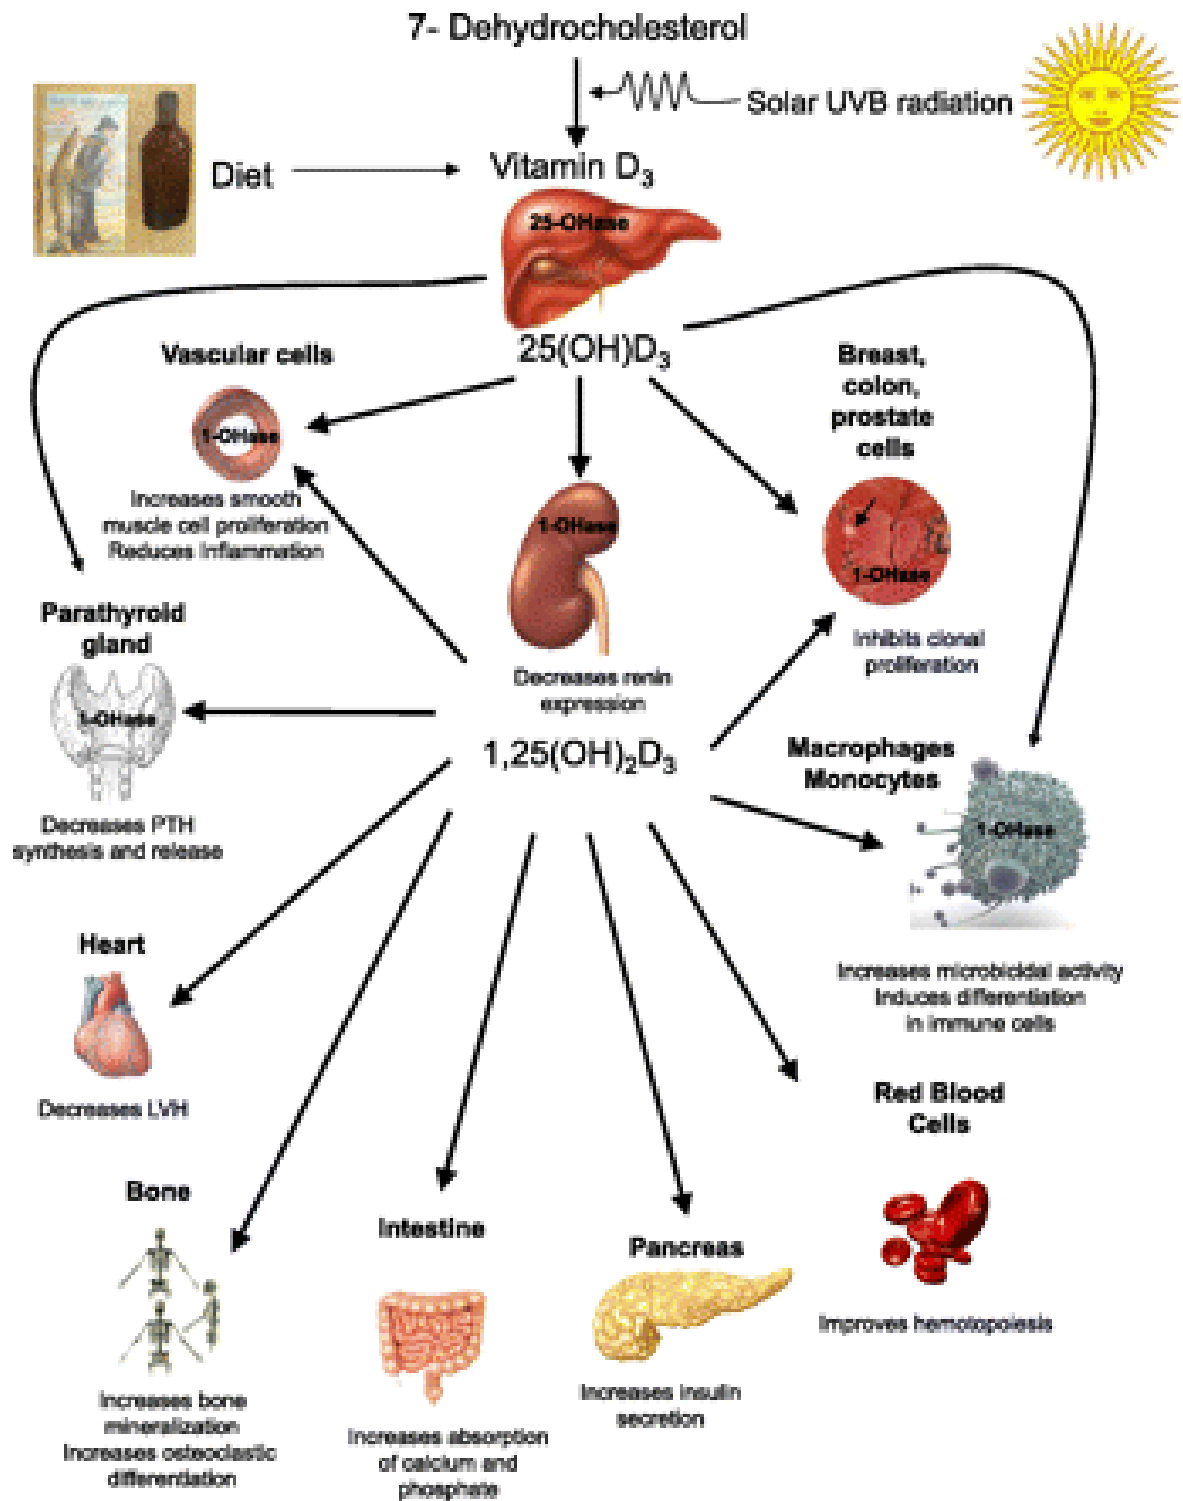 7- Dehydrocholesterol
Solar UVB radiation
Diet
Vitamin D₃
25-OHase
25(OH)D₃
Vascular cells
1-OHase
Increases smooth
muscle cell proliferation
Reduces Inflammation
Breast,
colon,
prostate
cells
1-OHase
Inhibits clonal
proliferation
1-OHase
Decreases renin
expression
Parathyroid
gland
1-OHase
Decreases PTH
synthesis and release
1,25(OH)₂D₃
Macrophages
Monocytes
1-OHase
Increases microbicidal activity
Induces differentiation
in immune cells
Heart
Decreases LVH
Red Blood
Cells
Improves hemotopoiesis
Bone
Increases bone
mineralization
Increases osteoclastic
differentiation
Intestine
Increases absorption
of calcium and
phosphate
Pancreas
Increases insulin
secretion